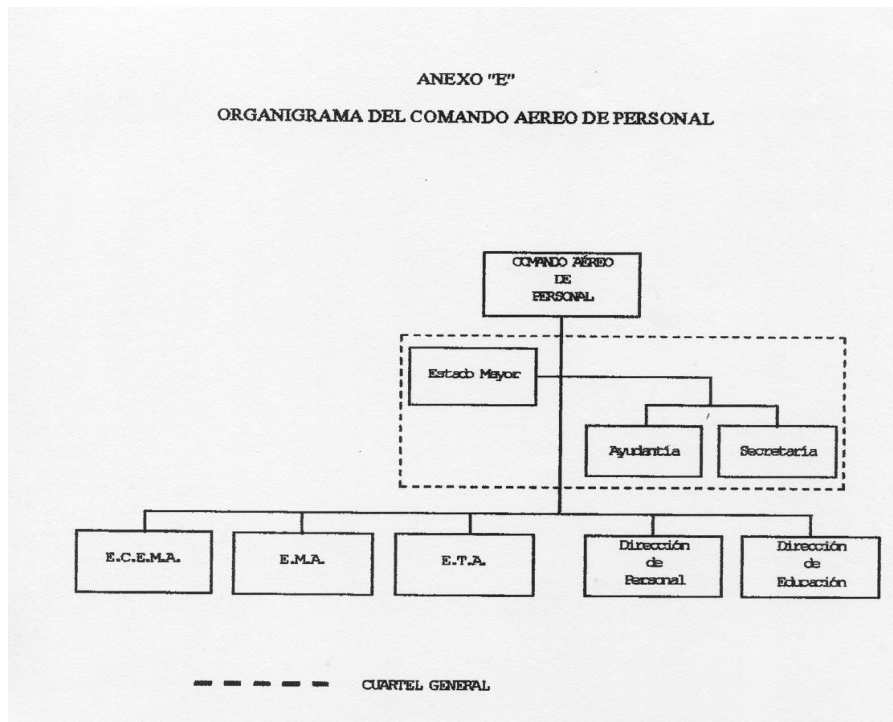 ANEXO "E"
ORGANIGRAMA DEL COMANDO AEREO DE PERSONAL
COMANDO AÉREO
DE
PERSONAL
Estado Mayor
Ayudantía
Secretaría
E.C.E.M.A.
E.M.A.
E.T.A.
Dirección
de
Personal
Dirección
de
Educación
CUARTEL GENERAL